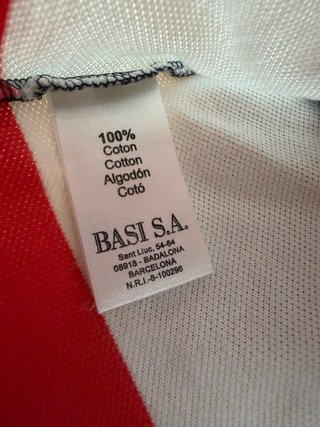 100%
Coton
Cotton
Algodón
Cotó
BASI S.A.
Sant Lluc, 54-64
08918 - BADALONA
BARCELONA
N.R.I.-8-100296